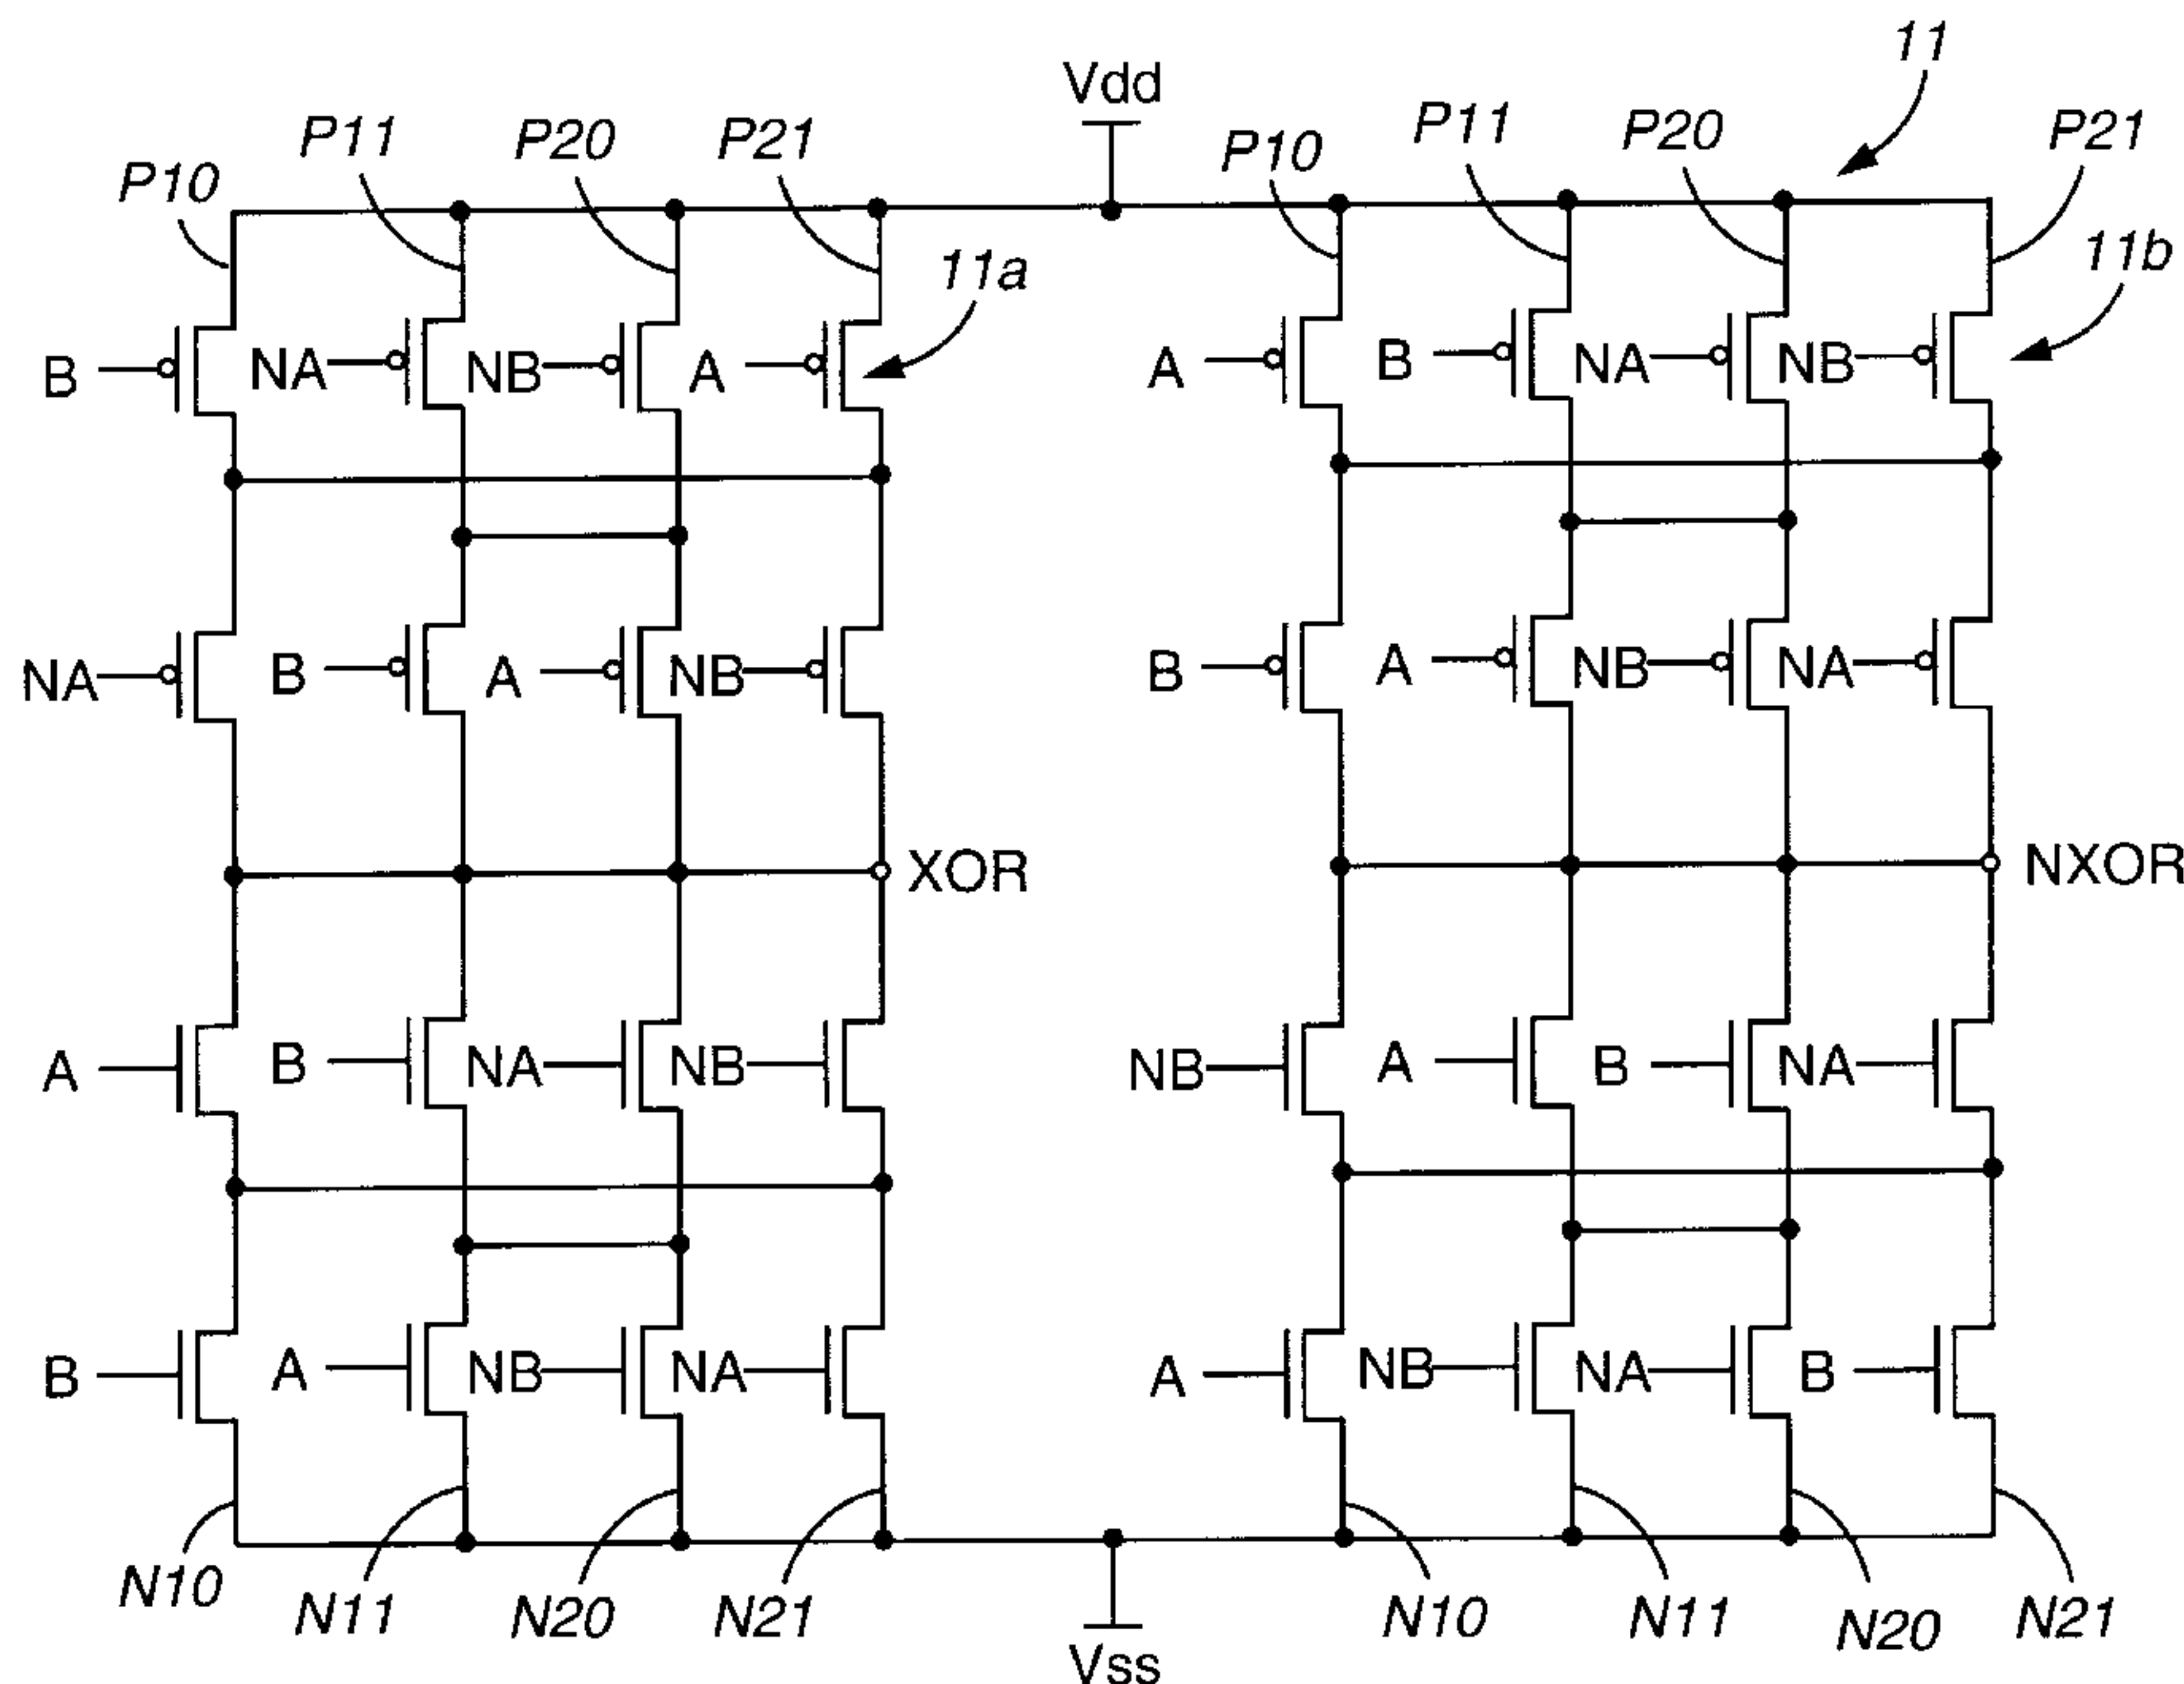 11
Vdd
P10 P11 P20 P21 P10 P11 P20 P21
11a 11b
B NA NB A A B NA NB
NA B A NB B A NB NA
XOR NXOR
A B NA NB NB A B NA
B A NB NA A NB NA B
N10 N11 N20 N21 N10 N11 N20 N21
Vss